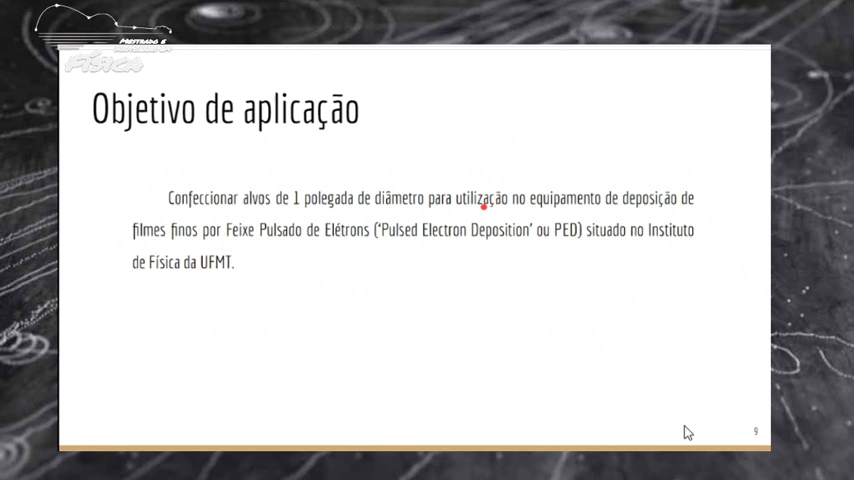 MESTRADO E
FÍSICA
Objetivo de aplicação
Confeccionar alvos de 1 polegada de diâmetro para utilização no equipamento de deposição de
filmes finos por Feixe Pulsado de Elétrons (‘Pulsed Electron Deposition’ ou PED) situado no Instituto
de Física da UFMT.
9